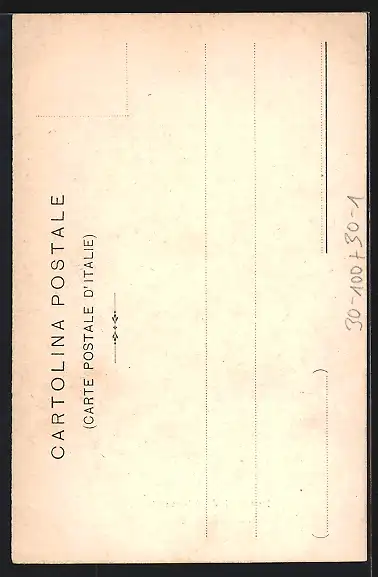 CARTOLINA POSTALE
(CARTE POSTALE D'ITALIE)
( )
30-100+30-1